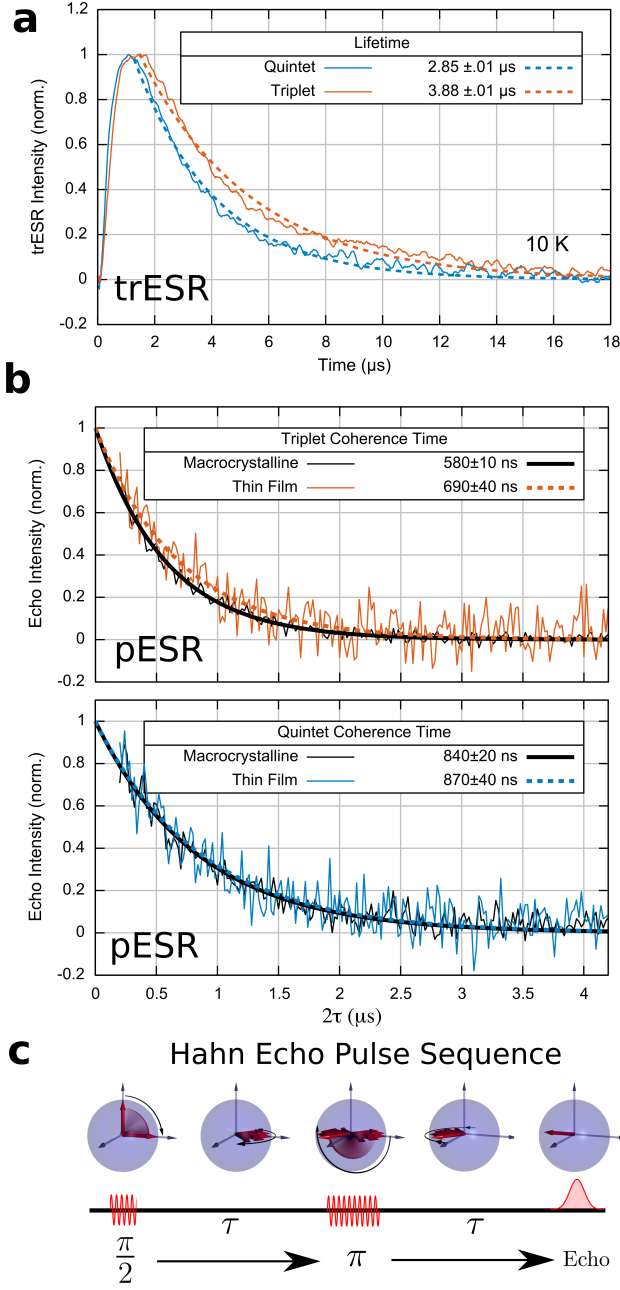 a
1.2
1
0.8
0.6
0.4
0.2
0
-0.2
trESR Intensity (norm.)
Lifetime
Quintet 2.85 ±.01 µs
Triplet 3.88 ±.01 µs
10 K
trESR
0 2 4 6 8 10 12 14 16 18
Time (µs)
b
1
0.8
0.6
0.4
0.2
0
-0.2
Echo Intensity (norm.)
Triplet Coherence Time
Macrocrystalline 580±10 ns
Thin Film 690±40 ns
pESR
1
0.8
0.6
0.4
0.2
0
-0.2
Echo Intensity (norm.)
Quintet Coherence Time
Macrocrystalline 840±20 ns
Thin Film 870±40 ns
pESR
0 0.5 1 1.5 2 2.5 3 3.5 4
2τ (µs)
c
Hahn Echo Pulse Sequence
τ τ
π/2 π Echo